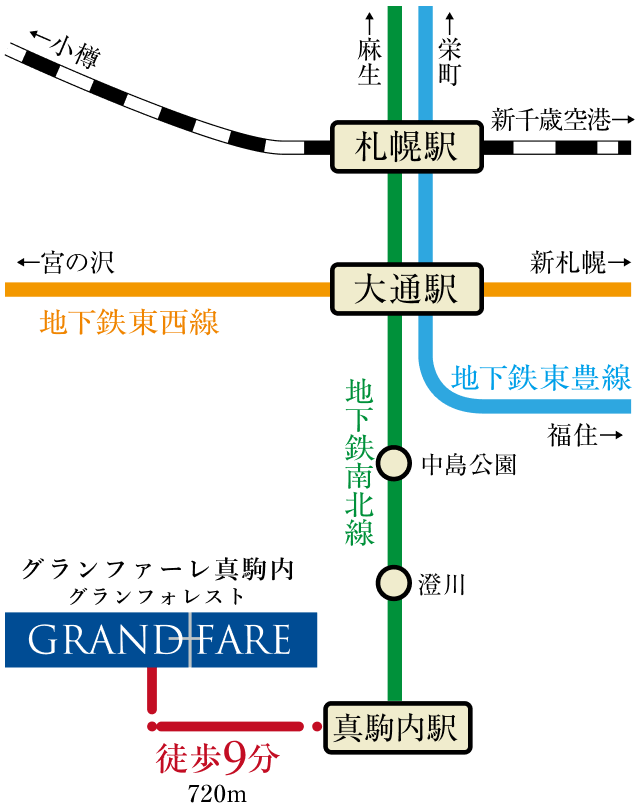 ←小樽
↑麻生
↑栄町
新千歳空港→
札幌駅
←宮の沢
新札幌→
大通駅
地下鉄東西線
地下鉄東豊線
福住→
地下鉄南北線
中島公園
澄川
グランファーレ真駒内
グランフォレスト
GRAND FARE
真駒内駅
徒歩9分
720m